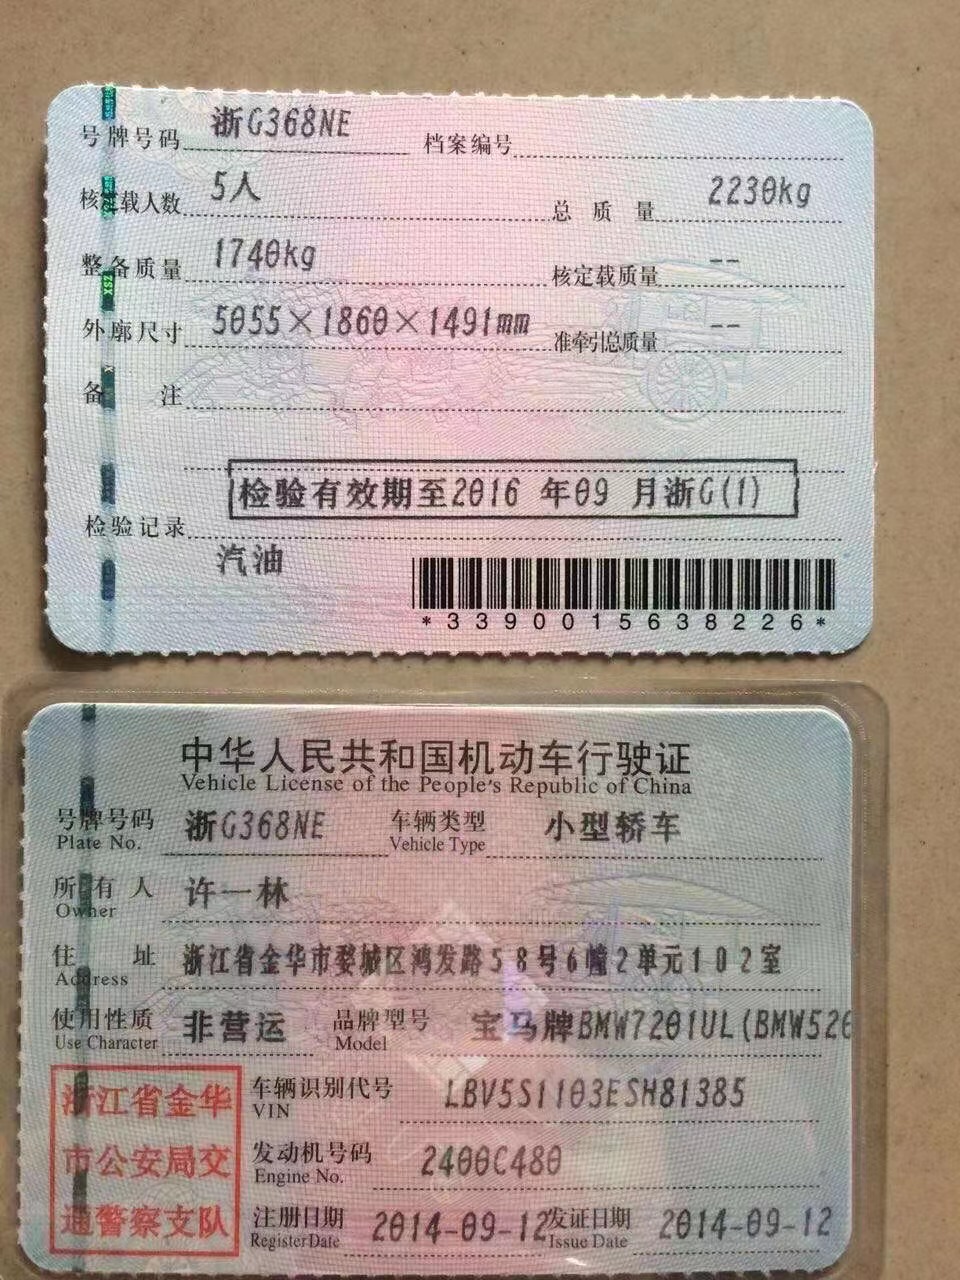 号牌号码 浙G368NE 档案编号
核定载人数 5人 总质量 2230kg
整备质量 1740kg 核定载质量 --
外廓尺寸 5055×1860×1491mm 准牵引总质量 --
备注
检验有效期至2016 年09 月浙G(1)
检验记录
汽油
*3390015638226*
中华人民共和国机动车行驶证
Vehicle License of the People's Republic of China
号牌号码 浙G368NE 车辆类型 小型轿车
Plate No. Vehicle Type
所有人 许一林
Owner
住址 浙江省金华市婺城区鸿发路58号6幢2单元102室
Address
使用性质 非营运 品牌型号 宝马牌BMW7201UL(BMW526
Use Character Model
浙江省金华
市公安局交
通警察支队
车辆识别代号 LBV5S1103ESH81385
VIN
发动机号码 2400C480
Engine No.
注册日期 2014-09-12 发证日期 2014-09-12
Register Date Issue Date